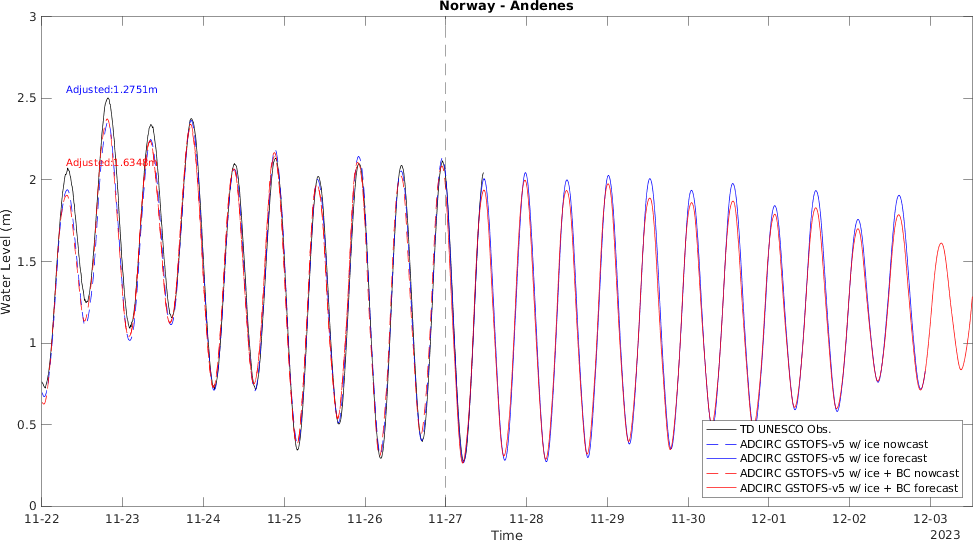 Norway - Andenes
3
2.5
2
1.5
1
0.5
0
Water Level (m)
Adjusted:1.2751m
Adjusted:1.6348m
TD UNESCO Obs.
ADCIRC GSTOFS-v5 w/ ice nowcast
ADCIRC GSTOFS-v5 w/ ice forecast
ADCIRC GSTOFS-v5 w/ ice + BC nowcast
ADCIRC GSTOFS-v5 w/ ice + BC forecast
11-22 11-23 11-24 11-25 11-26 11-27 11-28 11-29 11-30 12-01 12-02 12-03
2023
Time